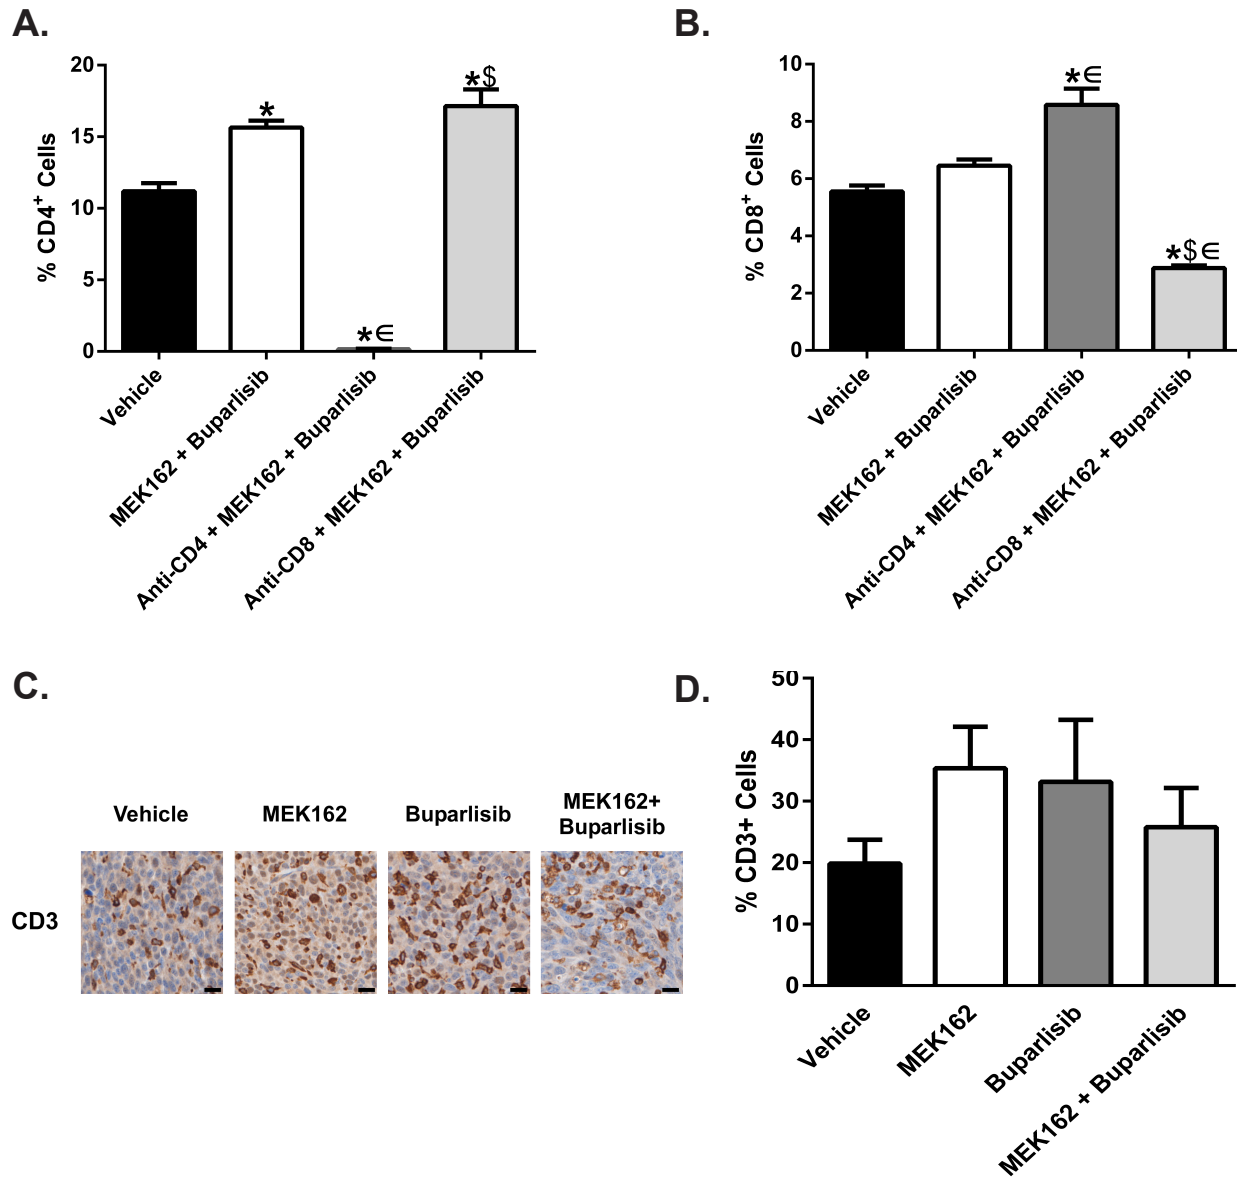 A.
% CD4+ Cells
20
15
10
5
0
*
*∈
*$
Vehicle
MEK162 + Buparlisib
Anti-CD4 + MEK162 + Buparlisib
Anti-CD8 + MEK162 + Buparlisib
B.
% CD8+ Cells
10
8
6
4
2
0
*∈
*$∈
Vehicle
MEK162 + Buparlisib
Anti-CD4 + MEK162 + Buparlisib
Anti-CD8 + MEK162 + Buparlisib
C.
Vehicle
MEK162
Buparlisib
MEK162+
Buparlisib
CD3
D.
% CD3+ Cells
50
40
30
20
10
0
Vehicle
MEK162
Buparlisib
MEK162 + Buparlisib